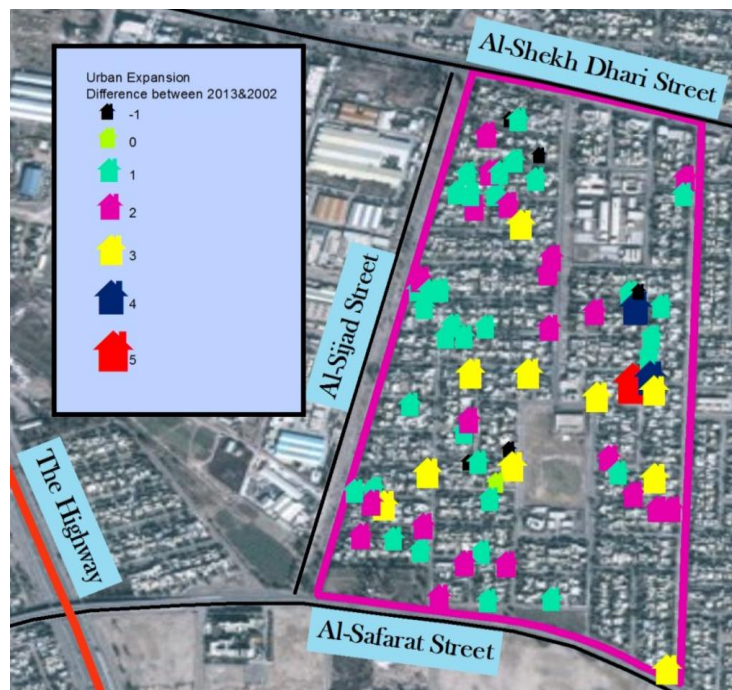 Al-Shekh Dhari Street
Urban Expansion
Difference between 2013&2002
-1
0
1
2
3
4
5
Al-Sijad Street
The Highway
Al-Safarat Street